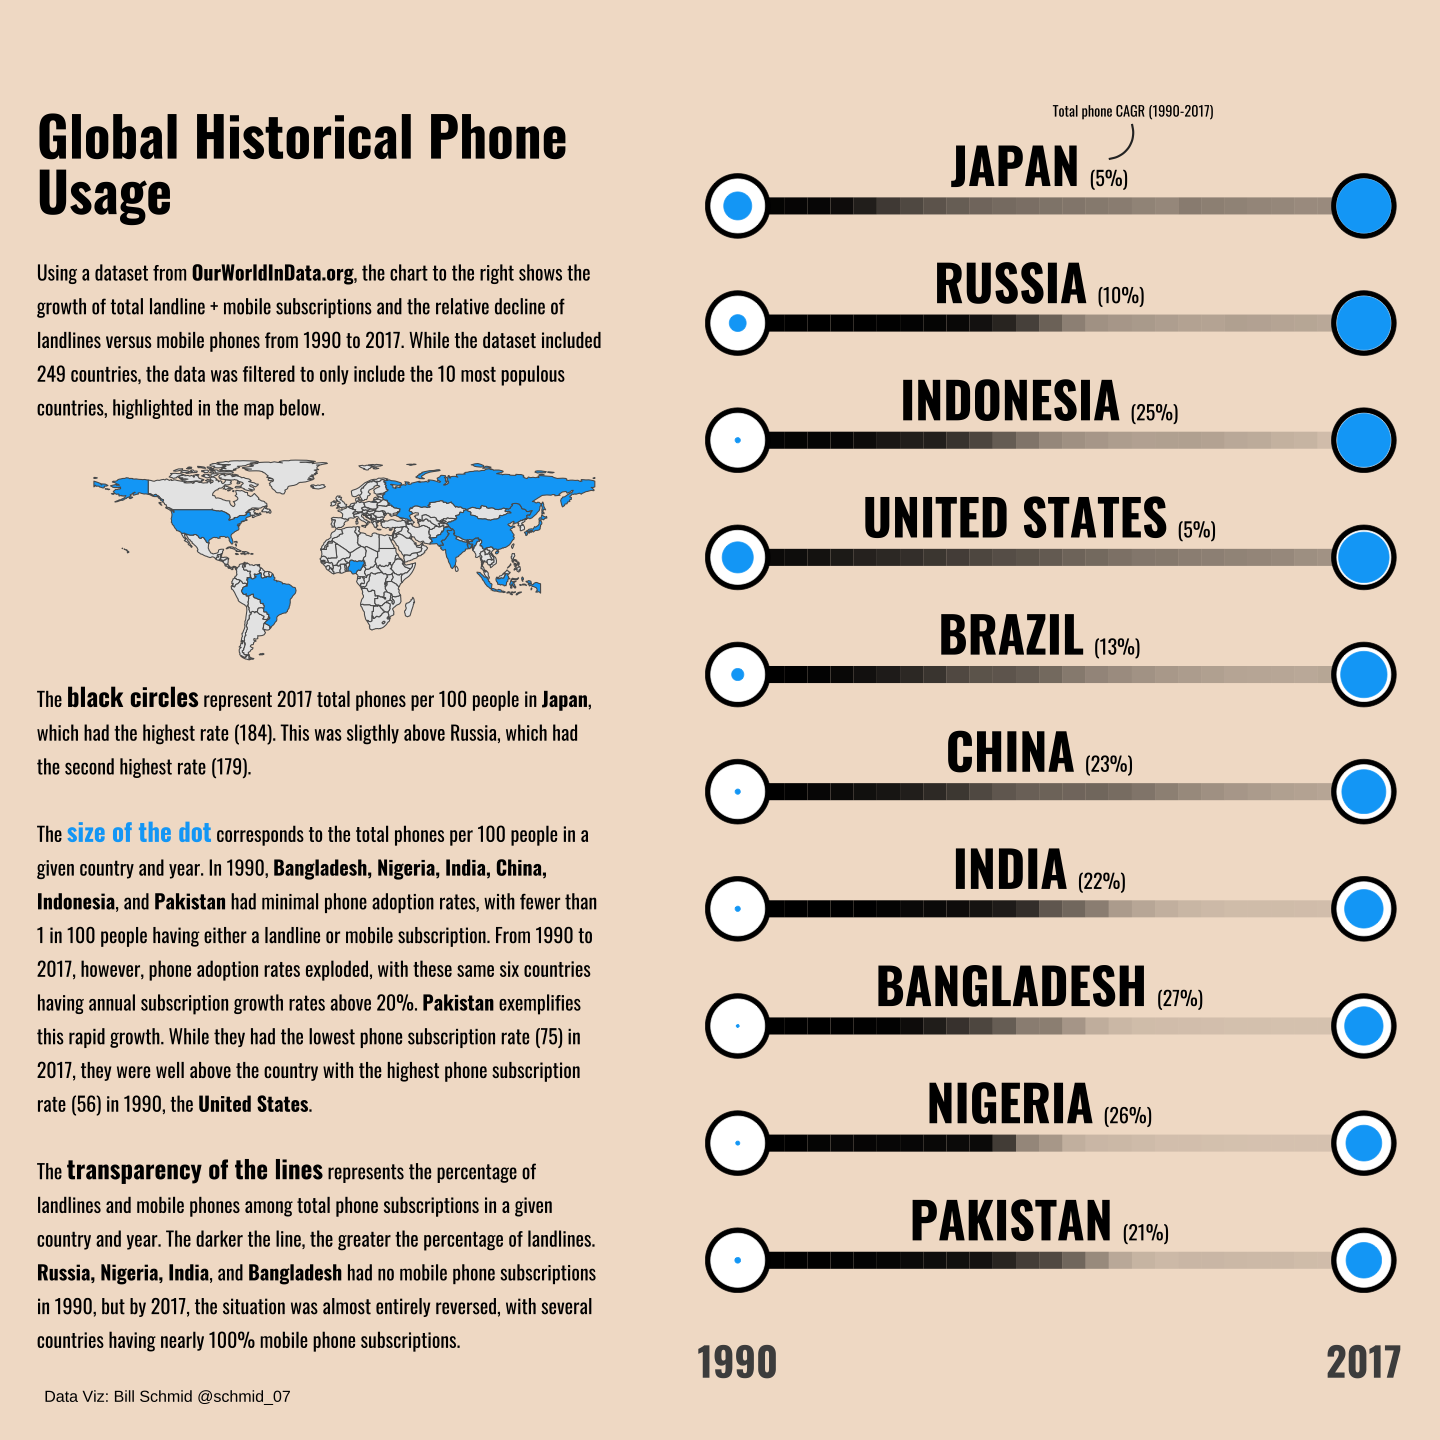 Global Historical Phone
Usage
Using a dataset from OurWorldInData.org, the chart to the right shows the
growth of total landline + mobile subscriptions and the relative decline of
landlines versus mobile phones from 1990 to 2017. While the dataset included
249 countries, the data was filtered to only include the 10 most populous
countries, highlighted in the map below.
The black circles represent 2017 total phones per 100 people in Japan,
which had the highest rate (184). This was sligthly above Russia, which had
the second highest rate (179).
The size of the dot corresponds to the total phones per 100 people in a
given country and year. In 1990, Bangladesh, Nigeria, India, China,
Indonesia, and Pakistan had minimal phone adoption rates, with fewer than
1 in 100 people having either a landline or mobile subscription. From 1990 to
2017, however, phone adoption rates exploded, with these same six countries
having annual subscription growth rates above 20%. Pakistan exemplifies
this rapid growth. While they had the lowest phone subscription rate (75) in
2017, they were well above the country with the highest phone subscription
rate (56) in 1990, the United States.
The transparency of the lines represents the percentage of
landlines and mobile phones among total phone subscriptions in a given
country and year. The darker the line, the greater the percentage of landlines.
Russia, Nigeria, India, and Bangladesh had no mobile phone subscriptions
in 1990, but by 2017, the situation was almost entirely reversed, with several
countries having nearly 100% mobile phone subscriptions.
Data Viz: Bill Schmid @schmid_07
Total phone CAGR (1990-2017)
JAPAN (5%)
RUSSIA (10%)
INDONESIA (25%)
UNITED STATES (5%)
BRAZIL (13%)
CHINA (23%)
INDIA (22%)
BANGLADESH (27%)
NIGERIA (26%)
PAKISTAN (21%)
1990
2017